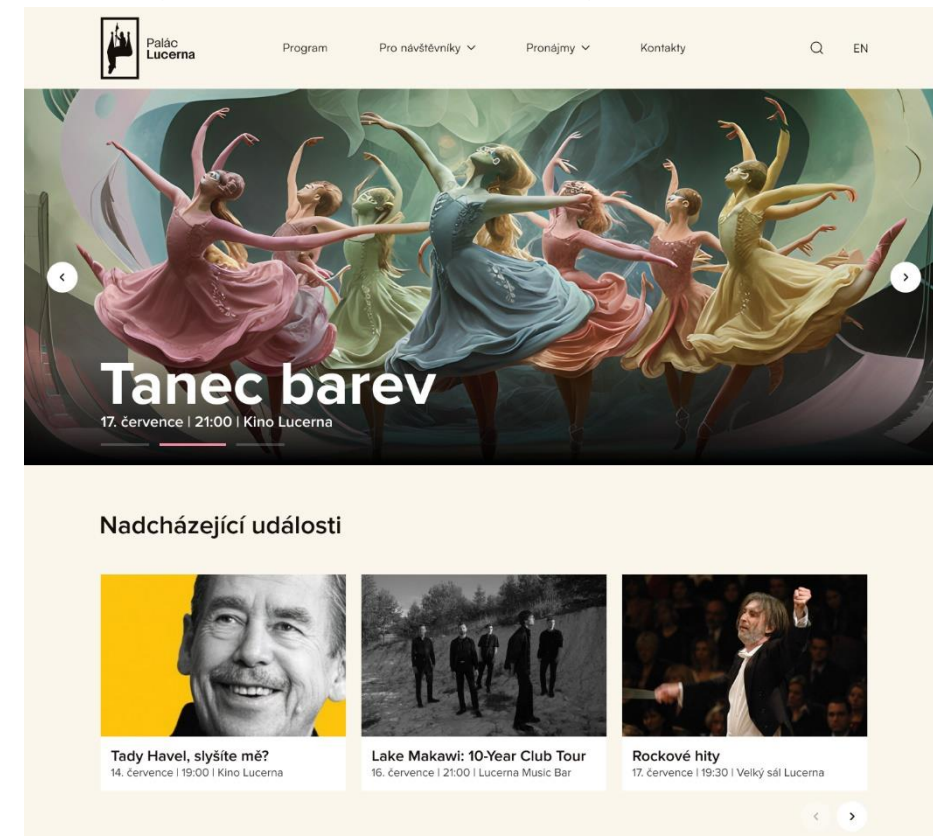 Palác
Lucerna
Program
Pro návštěvníky
Pronájmy
Kontakty
EN
Tanec barev
17. července | 21:00 | Kino Lucerna
Nadcházející události
Tady Havel, slyšíte mě?
14. července | 19:00 | Kino Lucerna
Lake Makawi: 10-Year Club Tour
16. července | 21:00 | Lucerna Music Bar
Rockové hity
17. července | 19:30 | Velký sál Lucerna